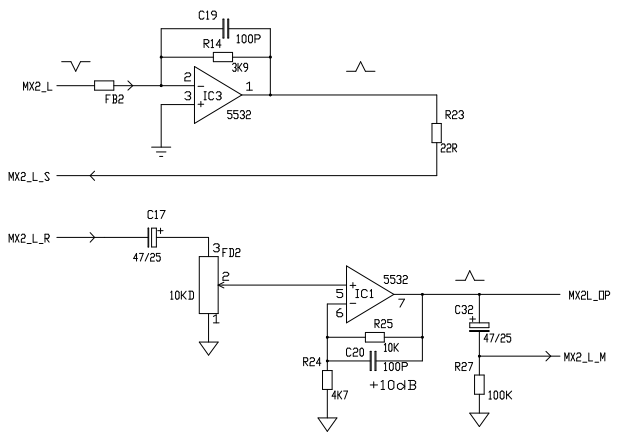 C19
100P
R14
3K9
MX2_L
FB2
2
3
-
+
IC3
1
5532
R23
22R
MX2_L_S
C17
+
MX2_L_R
47/25
3
FD2
2
10KD
1
5532
+
5
IC1
-
6
7
MX2L_OP
C32
+
47/25
R25
10K
C20
100P
R24
+10dB
4K7
MX2_L_M
R27
100K